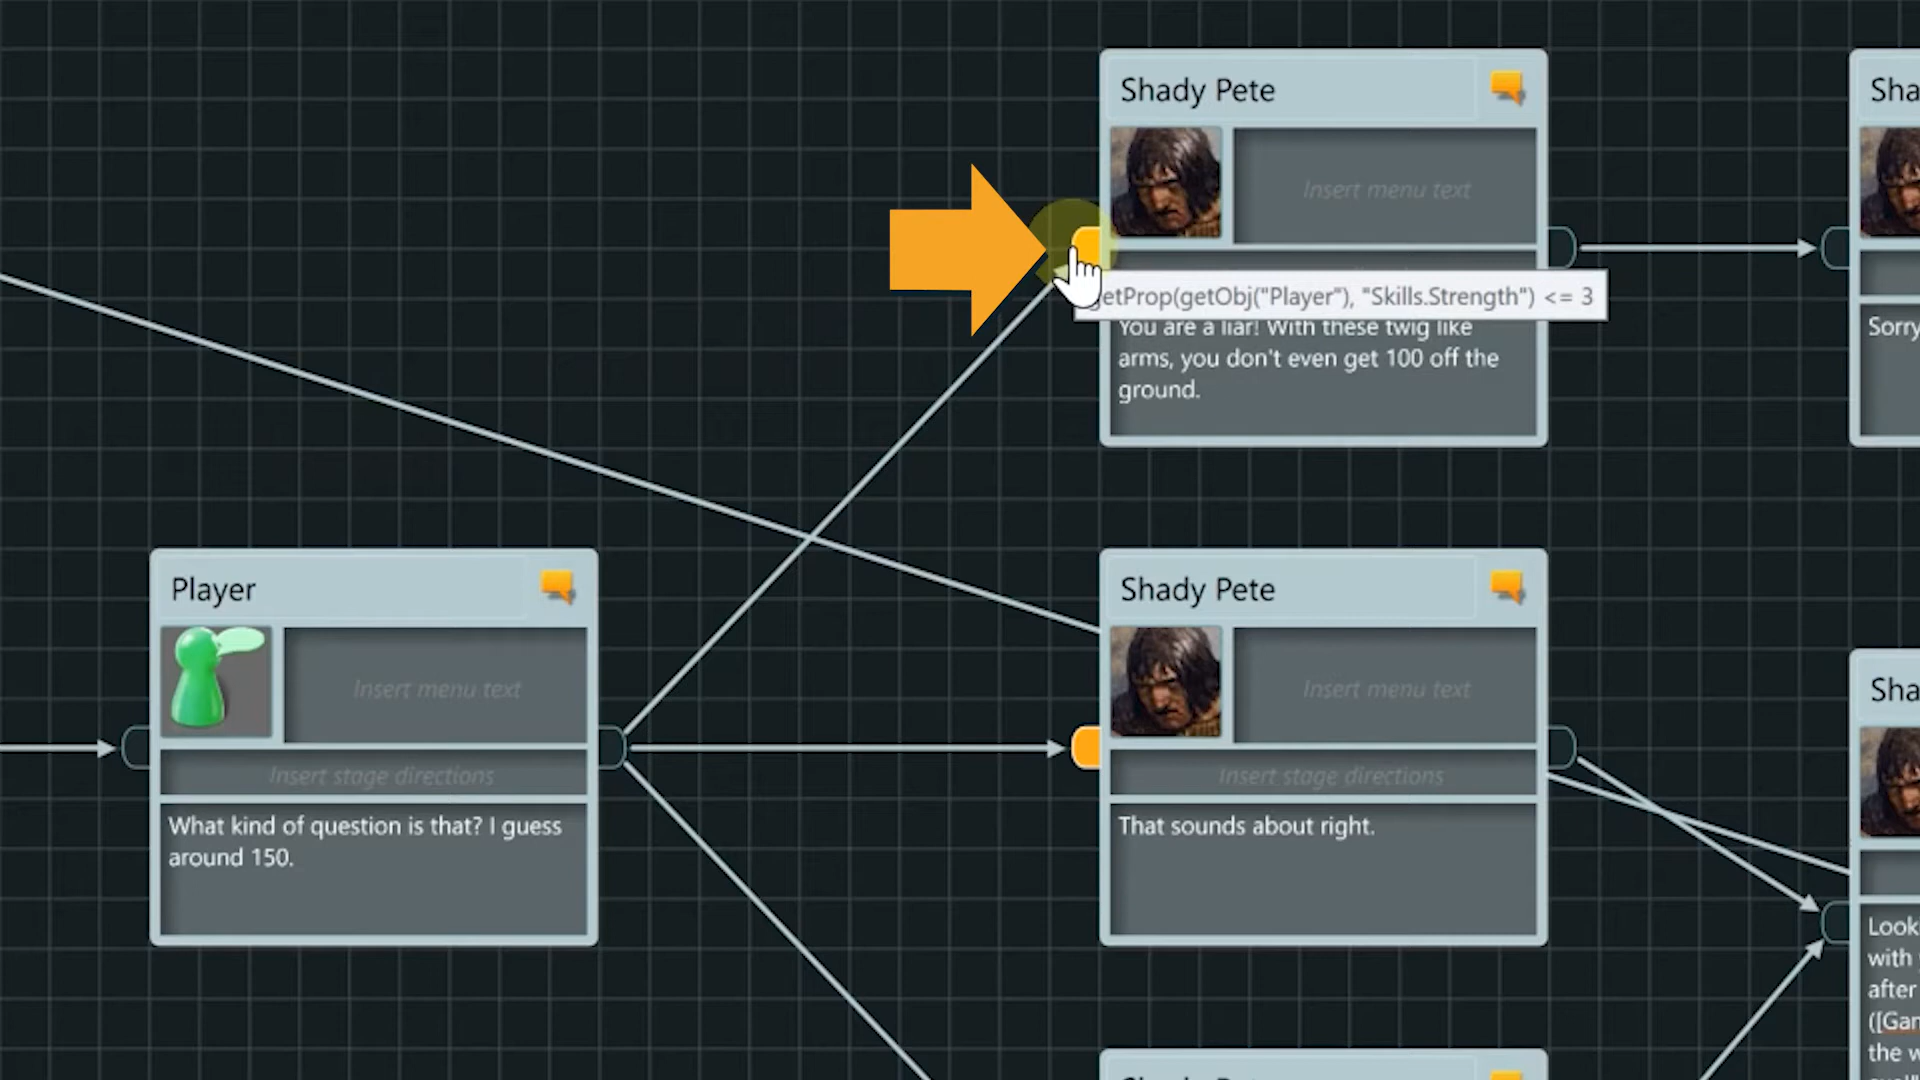 Shady Pete
Insert menu text
etProp(getObj("Player"), "Skills.Strength") <= 3
You are a liar! With these twig like
arms, you don't even get 100 off the
ground.
Sha
Sorry
Player
Insert menu text
Insert stage directions
What kind of question is that? I guess
around 150.
Shady Pete
Insert menu text
Insert stage directions
That sounds about right.
Sha
Look
with
after
([Gar
the w